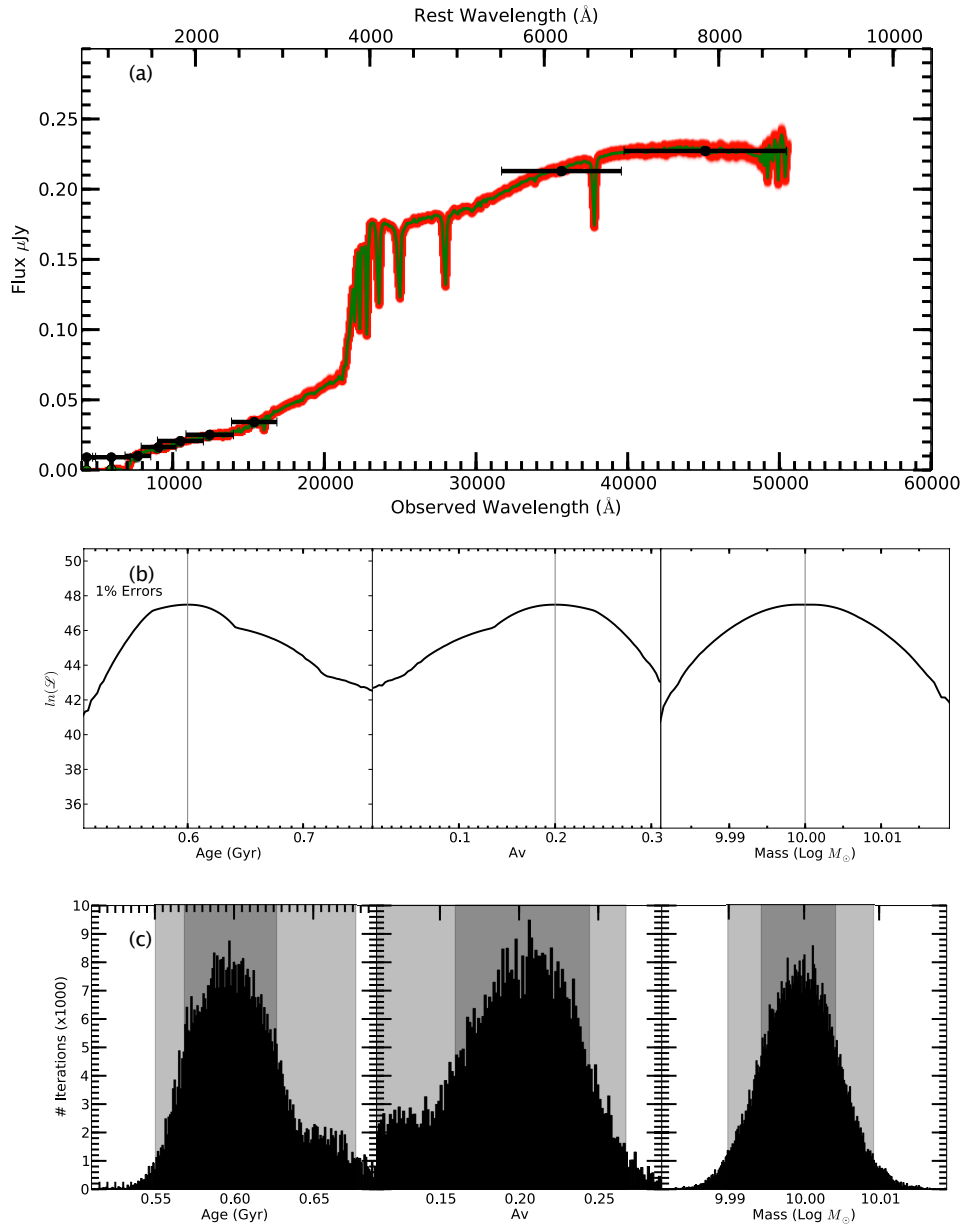 Rest Wavelength (Å)
2000 4000 6000 8000 10000
(a)
0.25
0.20
0.15
0.10
0.05
0.00
Flux μJy
10000 20000 30000 40000 50000 60000
Observed Wavelength (Å)
(b)
1% Errors
50
48
46
44
42
40
38
36
ln(ℒ)
0.6 0.7 0.1 0.2 0.3 9.99 10.00 10.01
Age (Gyr) Av Mass (Log M⊙)
(c)
10
9
8
7
6
5
4
3
2
1
0
# Iterations (x1000)
0.55 0.60 0.65 0.15 0.20 0.25 9.99 10.00 10.01
Age (Gyr) Av Mass (Log M⊙)